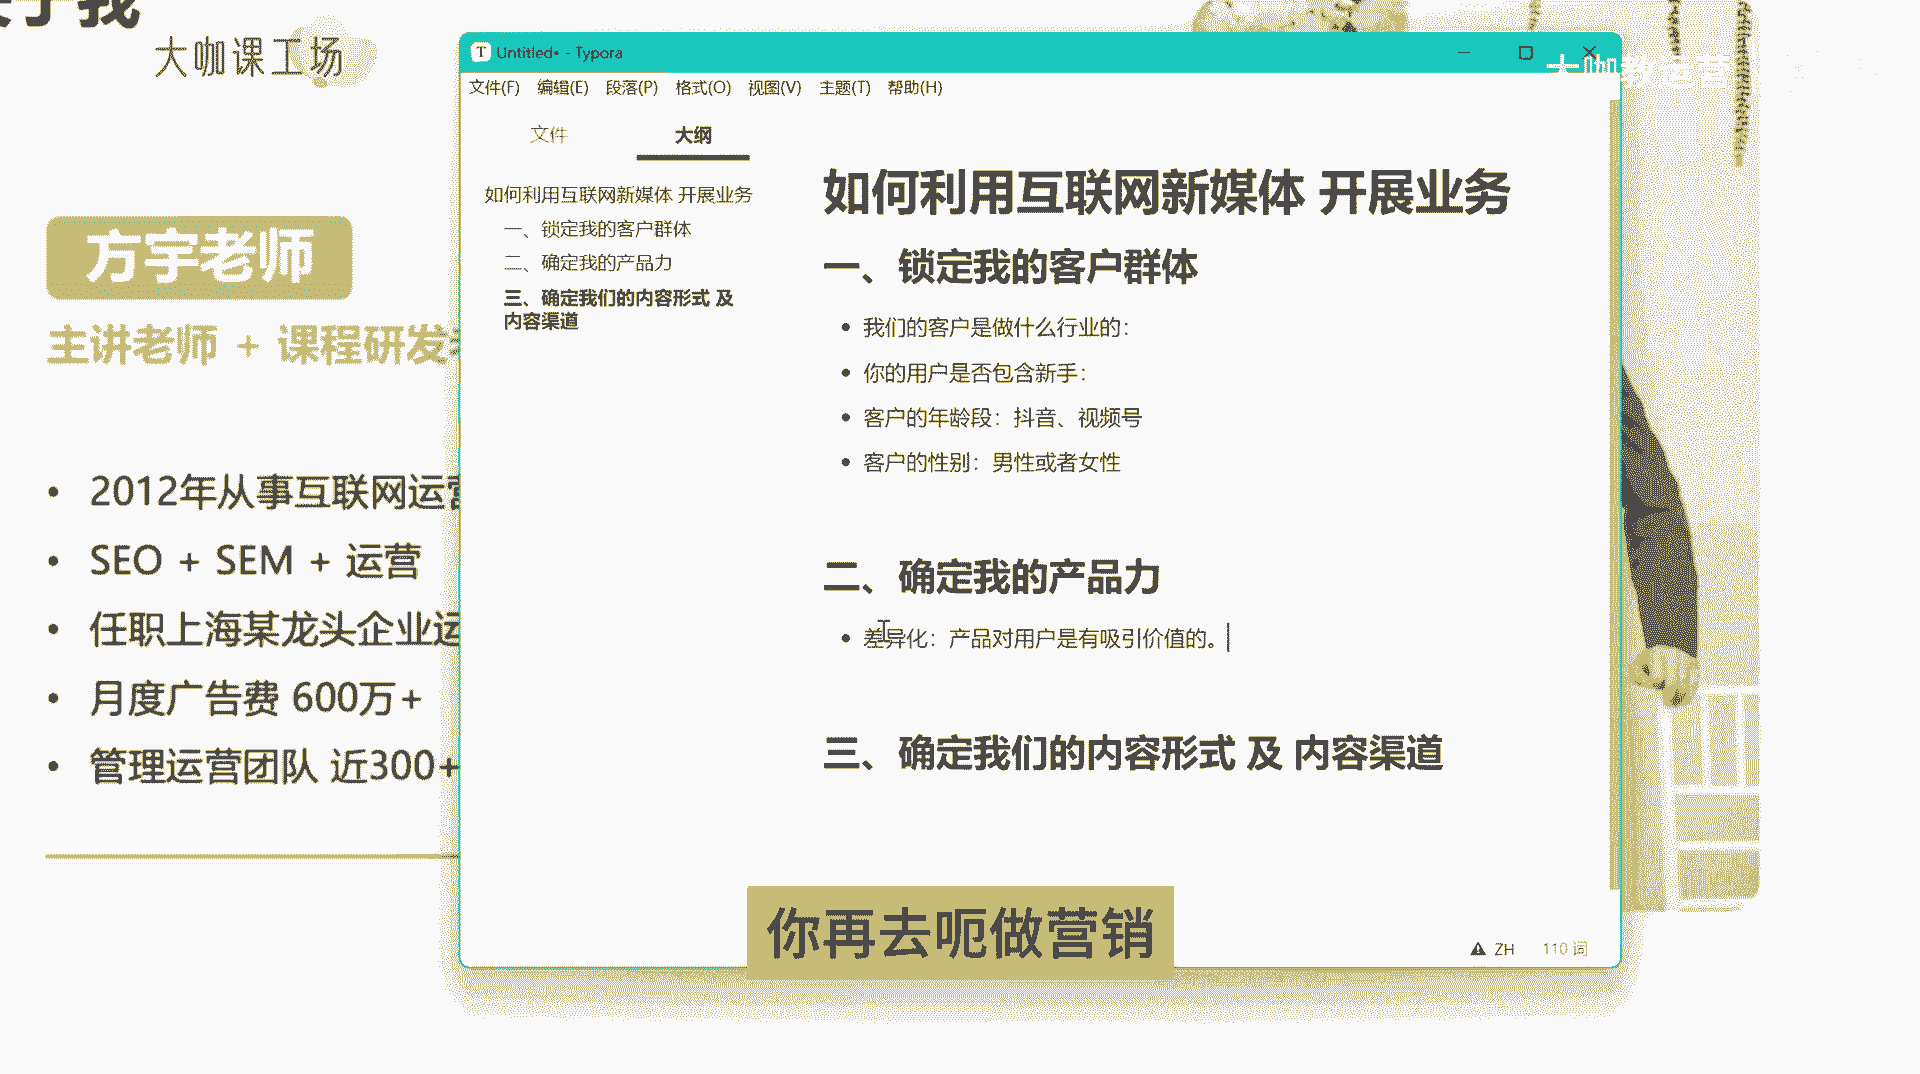 于我
大咖课工场
方宇老师
主讲老师 + 课程研发
2012年从事互联网运营
SEO + SEM + 运营
任职上海某龙头企业运
月度广告费 600万+
管理运营团队 近300+
Untitled• - Typora
文件(F) 编辑(E) 段落(P) 格式(O) 视图(V) 主题(T) 帮助(H)
文件 大纲
如何利用互联网新媒体 开展业务
一、锁定我的客户群体
二、确定我的产品力
三、确定我们的内容形式 及
内容渠道
如何利用互联网新媒体 开展业务
一、锁定我的客户群体
我们的客户是做什么行业的：
你的用户是否包含新手：
客户的年龄段：抖音、视频号
客户的性别：男性或者女性
二、确定我的产品力
差异化：产品对用户是有吸引价值的。
三、确定我们的内容形式 及 内容渠道
ZH 110 词
大咖教运营
你再去呃做营销